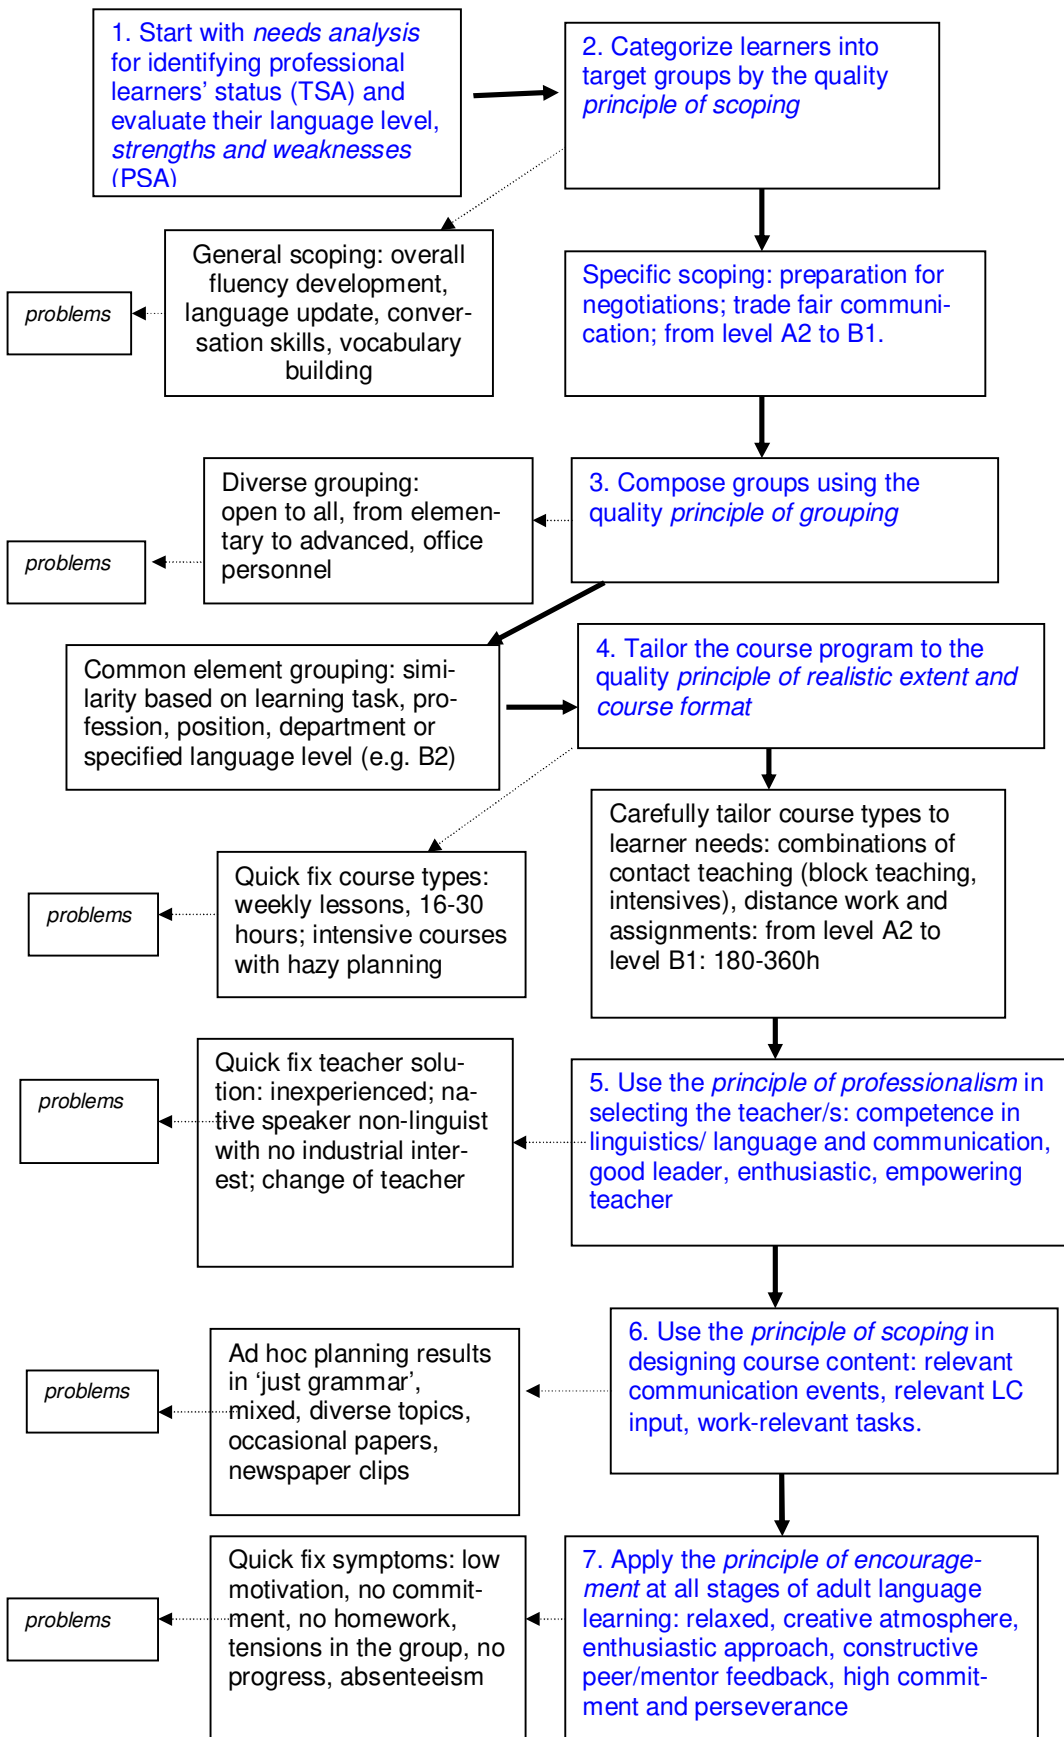 1. Start with needs analysis
for identifying professional
learners’ status (TSA) and
evaluate their language level,
strengths and weaknesses
(PSA)
2. Categorize learners into
target groups by the quality
principle of scoping
General scoping: overall
fluency development,
language update, conver-
sation skills, vocabulary
building
problems
Specific scoping: preparation for
negotiations; trade fair communi-
cation; from level A2 to B1.
3. Compose groups using the
quality principle of grouping
Diverse grouping:
open to all, from elemen-
tary to advanced, office
personnel
problems
Common element grouping: simi-
larity based on learning task, pro-
fession, position, department or
specified language level (e.g. B2)
4. Tailor the course program to the
quality principle of realistic extent and
course format
Carefully tailor course types to
learner needs: combinations of
contact teaching (block teaching,
intensives), distance work and
assignments: from level A2 to
level B1: 180-360h
Quick fix course types:
weekly lessons, 16-30
hours; intensive courses
with hazy planning
problems
5. Use the principle of professionalism in
selecting the teacher/s: competence in
linguistics/ language and communication,
good leader, enthusiastic, empowering
teacher
Quick fix teacher solu-
tion: inexperienced; na-
tive speaker non-linguist
with no industrial inter-
est; change of teacher
problems
6. Use the principle of scoping in
designing course content: relevant
communication events, relevant LC
input, work-relevant tasks.
Ad hoc planning results
in ‘just grammar’,
mixed, diverse topics,
occasional papers,
newspaper clips
problems
7. Apply the principle of encourage-
ment at all stages of adult language
learning: relaxed, creative atmosphere,
enthusiastic approach, constructive
peer/mentor feedback, high commit-
ment and perseverance
Quick fix symptoms: low
motivation, no commit-
ment, no homework,
tensions in the group, no
progress, absenteeism
problems